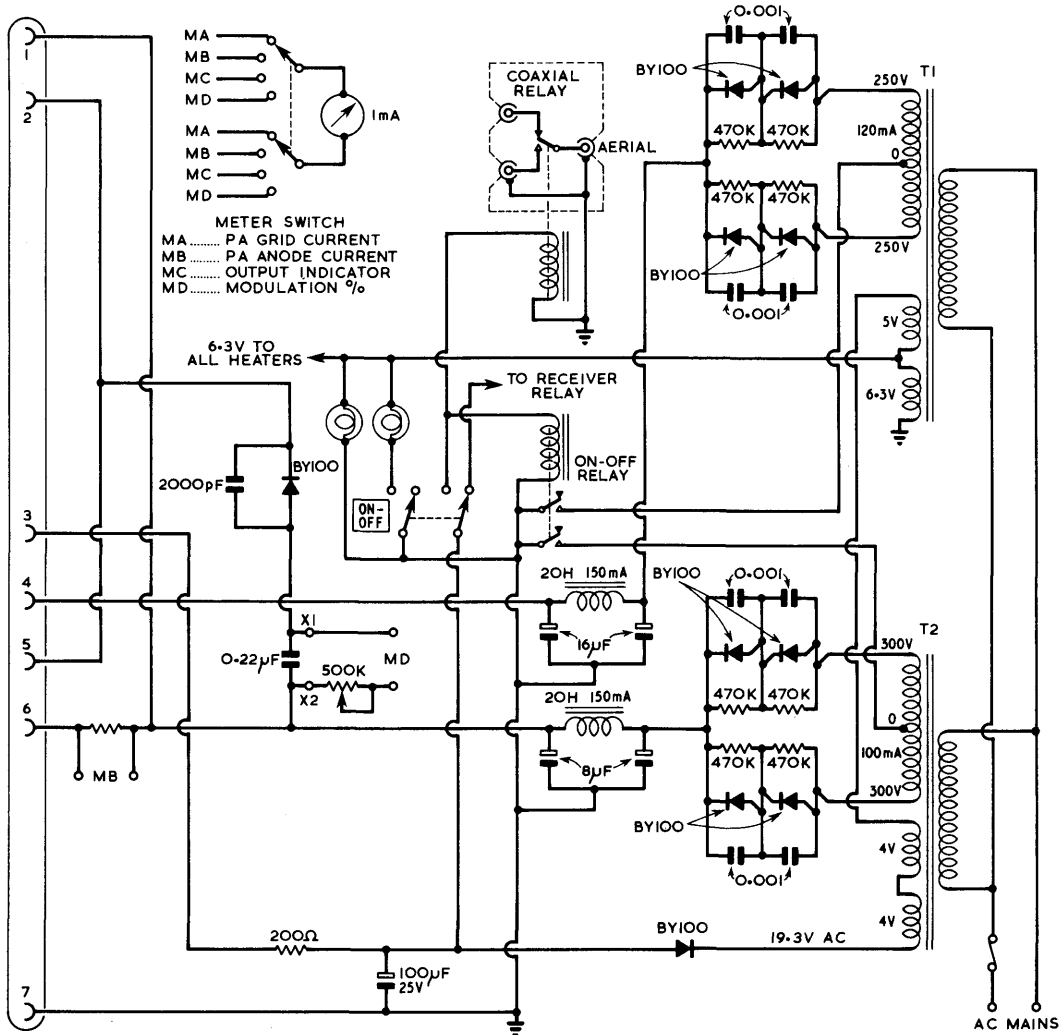 1
2
3
4
5
6
7
MA
MB
MC
MD
MA
MB
MC
MD
1mA
METER SWITCH
MA........ PA GRID CURRENT
MB........ PA ANODE CURRENT
MC........ OUTPUT INDICATOR
MD........ MODULATION %
COAXIAL
RELAY
AERIAL
0·001
BY100
470K 470K
470K 470K
BY100
0·001
T1
250V
120mA
0
250V
5V
6·3V
6·3V TO
ALL HEATERS
TO RECEIVER
RELAY
ON-OFF
RELAY
ON-
OFF
2000pF
BY100
X1
0·22µF
500K
MD
X2
MB
20H 150mA
16µF
20H 150mA
8µF
BY100
0·001
470K 470K
470K 470K
BY100
0·001
T2
300V
0
100mA
300V
4V
4V
200Ω
100µF
25V
BY100
19·3V AC
AC MAINS